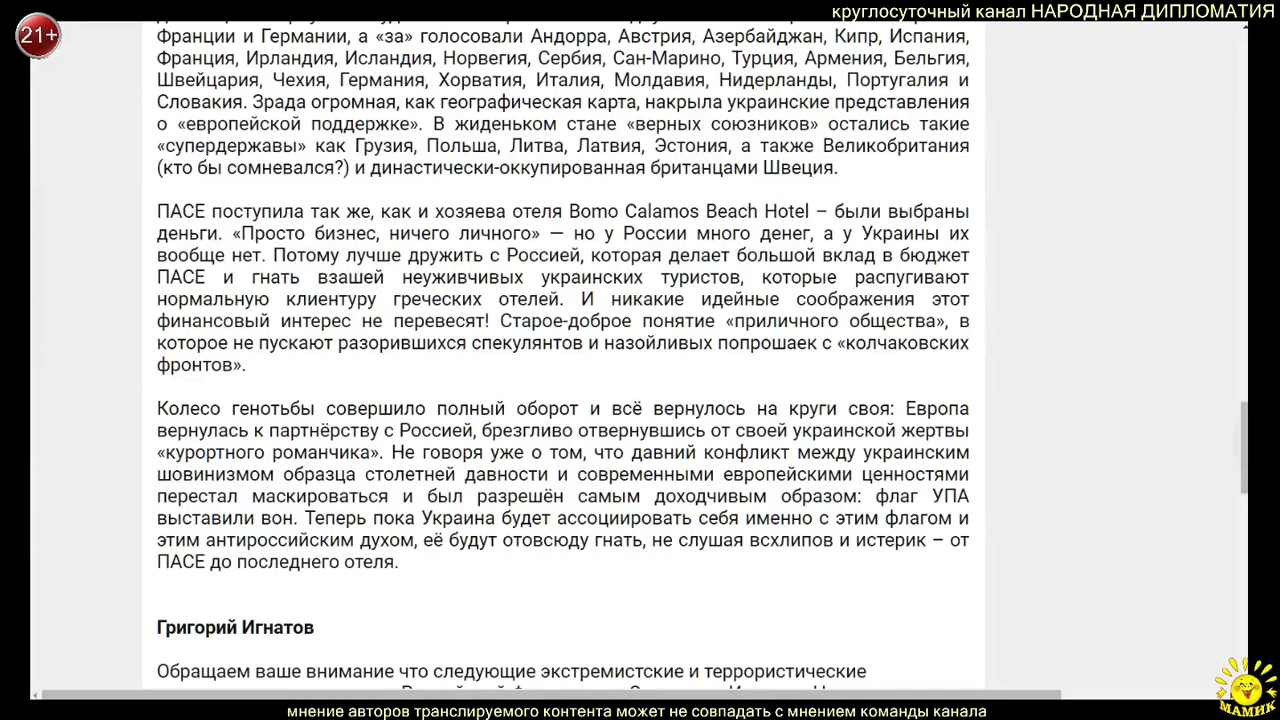 круглосуточный канал НАРОДНАЯ ДИПЛОМАТИЯ
21+
Франции и Германии, а «за» голосовали Андорра, Австрия, Азербайджан, Кипр, Испания,
Франция, Ирландия, Исландия, Норвегия, Сербия, Сан-Марино, Турция, Армения, Бельгия,
Швейцария, Чехия, Германия, Хорватия, Италия, Молдавия, Нидерланды, Португалия и
Словакия. Зрада огромная, как географическая карта, накрыла украинские представления
о «европейской поддержке». В жиденьком стане «верных союзников» остались такие
«супердержавы» как Грузия, Польша, Литва, Латвия, Эстония, а также Великобритания
(кто бы сомневался?) и династически-оккупированная британцами Швеция.
ПАСЕ поступила так же, как и хозяева отеля Bomo Calamos Beach Hotel – были выбраны
деньги. «Просто бизнес, ничего личного» — но у России много денег, а у Украины их
вообще нет. Потому лучше дружить с Россией, которая делает большой вклад в бюджет
ПАСЕ и гнать взашей неуживчивых украинских туристов, которые распугивают
нормальную клиентуру греческих отелей. И никакие идейные соображения этот
финансовый интерес не перевесят! Старое-доброе понятие «приличного общества», в
которое не пускают разорившихся спекулянтов и назойливых попрошаек с «колчаковских
фронтов».
Колесо генотьбы совершило полный оборот и всё вернулось на круги своя: Европа
вернулась к партнёрству с Россией, брезгливо отвернувшись от своей украинской жертвы
«курортного романчика». Не говоря уже о том, что давний конфликт между украинским
шовинизмом образца столетней давности и современными европейскими ценностями
перестал маскироваться и был разрешён самым доходчивым образом: флаг УПА
выставили вон. Теперь пока Украина будет ассоциировать себя именно с этим флагом и
этим антироссийским духом, её будут отовсюду гнать, не слушая всхлипов и истерик – от
ПАСЕ до последнего отеля.
Григорий Игнатов
Обращаем ваше внимание что следующие экстремистские и террористические
МАМИК
мнение авторов транслируемого контента может не совпадать с мнением команды канала